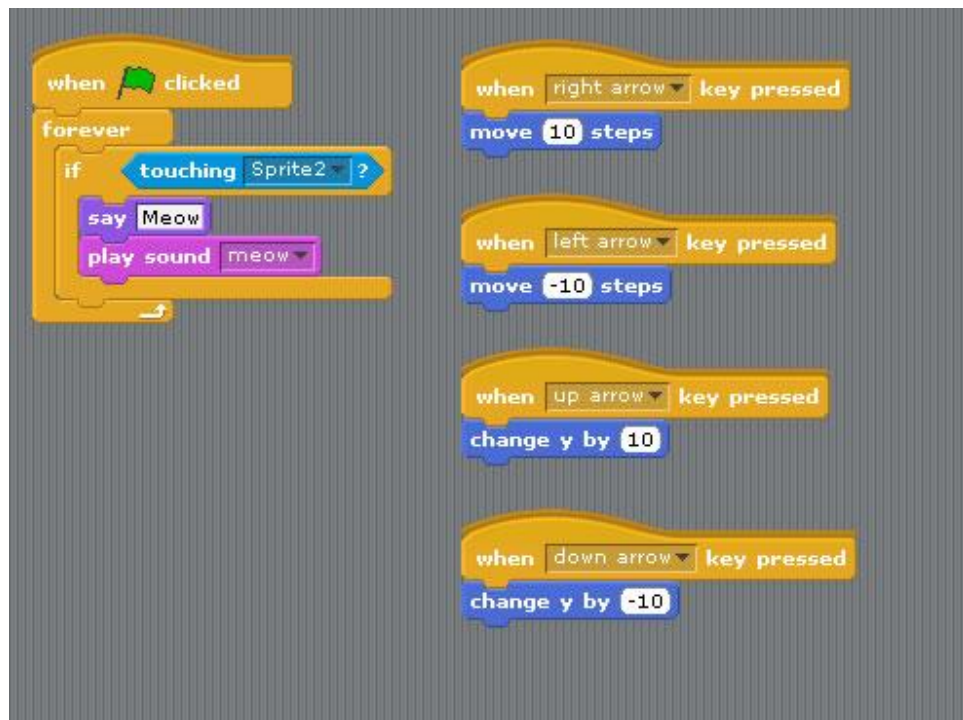 when clicked
forever
if touching Sprite2 ?
say Meow
play sound meow
when right arrow key pressed
move 10 steps
when left arrow key pressed
move -10 steps
when up arrow key pressed
change y by 10
when down arrow key pressed
change y by -10